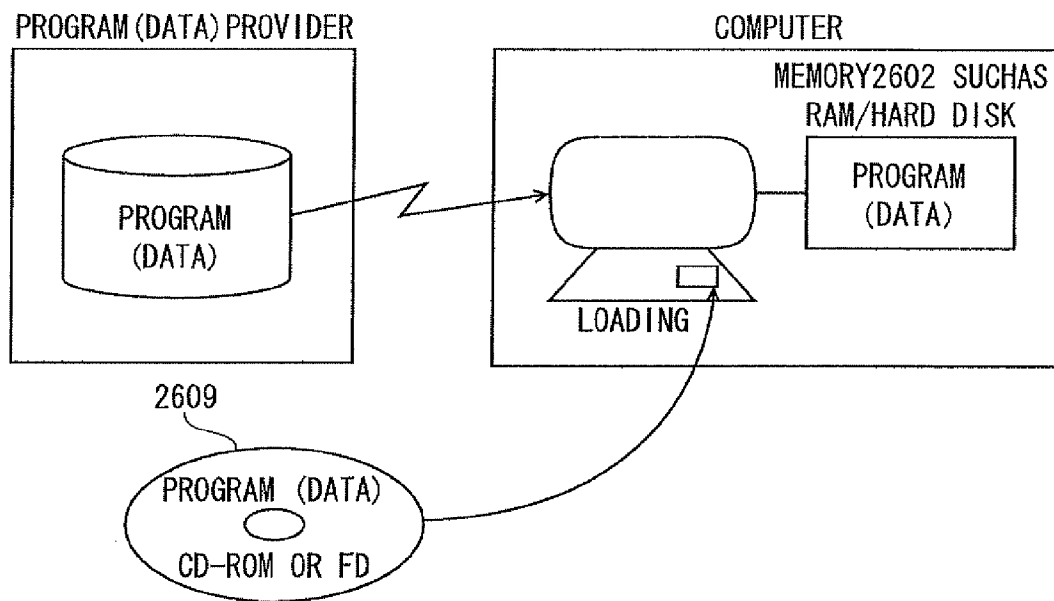 PROGRAM(DATA)PROVIDER
PROGRAM
(DATA)
COMPUTER
MEMORY2602 SUCHAS
RAM/HARD DISK
PROGRAM
(DATA)
LOADING
2609
PROGRAM (DATA)
CD-ROM OR FD